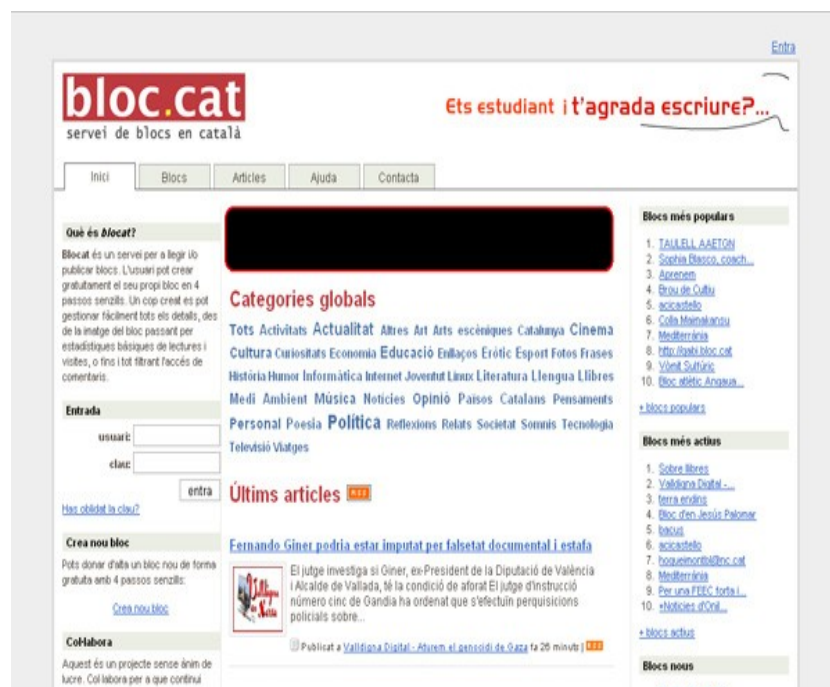 Entra
bloc.cat
servei de blocs en català
Ets estudiant i t'agrada escriure?...
Inici
Blocs
Articles
Ajuda
Contacta
Què és blocat?
Blocat és un servei per a llegir i/o
publicar blocs. L'usuari pot crear
gratuïtament el seu propi bloc en 4
passos senzills. Un cop creat es pot
gestionar fàcilment tots els detalls, des
de la imatge del bloc passant per
estadístiques bàsiques de lectures i
visites, o fins i tot filtrant l'accés de
comentaris.
Entrada
usuari:
clau:
entra
Has oblidat la clau?
Crea nou bloc
Pots donar d'alta un bloc nou de forma
gratuïta amb 4 passos senzills:
Crea nou bloc
Col·labora
Aquest és un projecte sense ànim de
lucre. Col·labora per a que continuï
Categories globals
Tots Activitats Actualitat Altres Art Arts escèniques Catalunya Cinema
Cultura Curiositats Economia Educació Enllaços Eròtic Esport Fotos Frases
Història Humor Informàtica Internet Joventut Linux Literatura Llengua Llibres
Medi Ambient Música Notícies Opinió Països Catalans Pensaments
Personal Poesia Política Reflexions Relats Societat Somnis Tecnologia
Televisió Viatges
Últims articles RSS
Fernando Giner podria estar imputat per falsetat documental i estafa
El jutge investiga si Giner, ex-President de la Diputació de València
i Alcalde de Vallada, té la condició de aforat El jutge d'instrucció
número cinc de Gandia ha ordenat que s'efectuïn perquisicions
policials sobre...
Publicat a Valldigna Digital - Aturem el genocidi de Gaza fa 26 minuts | RSS
Blocs més populars
1. TAULELL AAETON
2. Sophia Blasco, coach...
3. Aprenem
4. Brou de Cultiu
5. acicastello
6. Colla Maimakansu
7. Mediterrània
8. http://gabi.bloc.cat
9. Vòmit Sulfúric
10. Bloc atlètic Angaua...
+ blocs populars
Blocs més actius
1. Sobre llibres
2. Valldigna Digital -...
3. terra endins
4. Bloc d'en Jesús Palomar
5. bacus
6. acicastello
7. hoqueimontbl@nc.cat
8. Mediterrània
9. Per una FEEC forta i...
10. +Notícies d'Onil...
+ blocs actius
Blocs nous